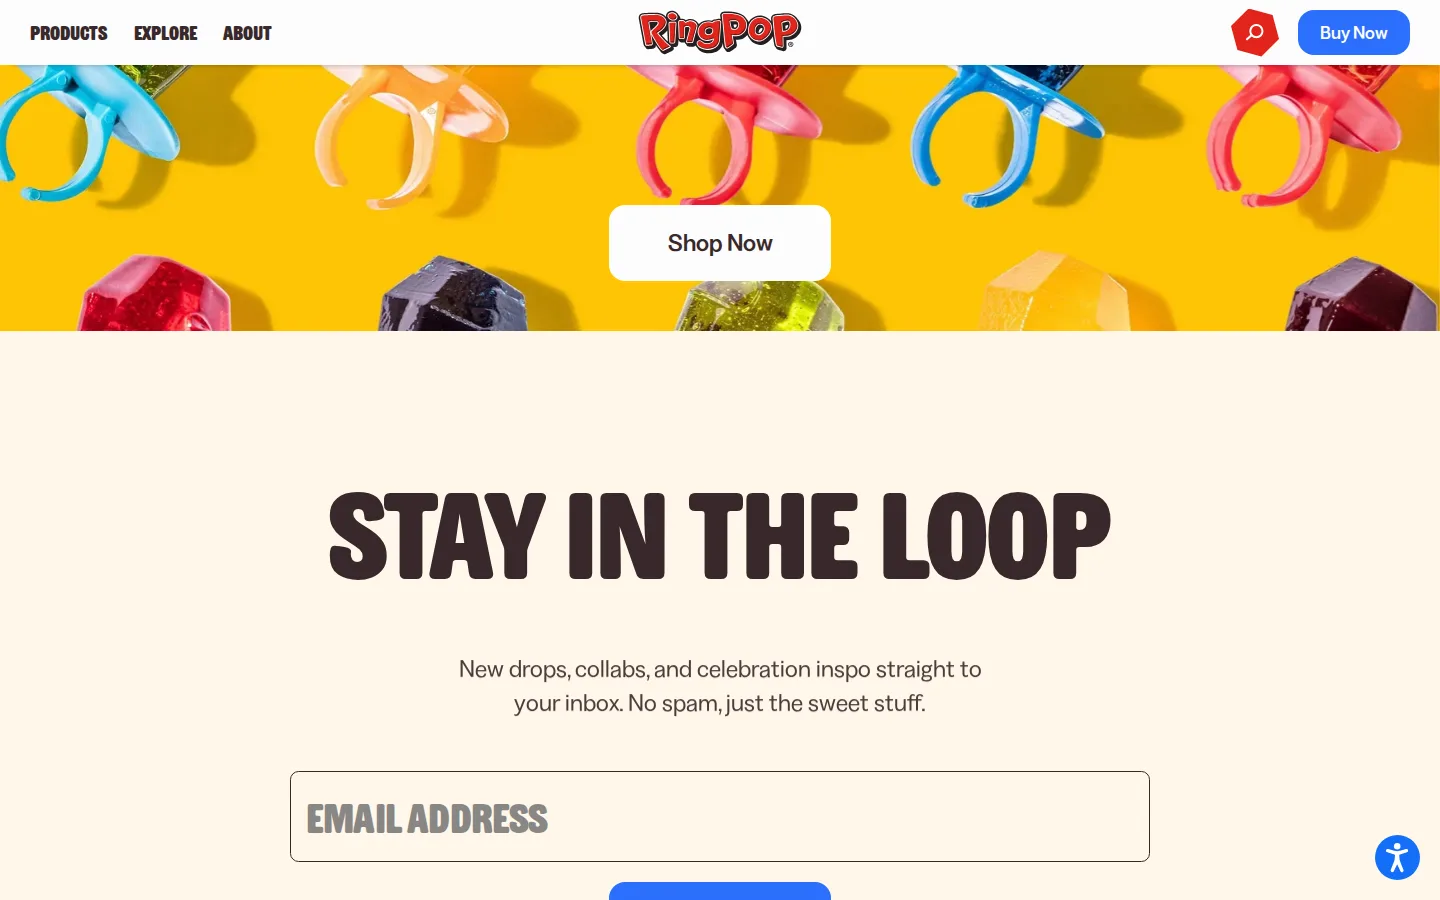 PRODUCTS EXPLORE ABOUT
RingPop®
Buy Now
Shop Now
STAY IN THE LOOP
New drops, collabs, and celebration inspo straight to
your inbox. No spam, just the sweet stuff.
EMAIL ADDRESS